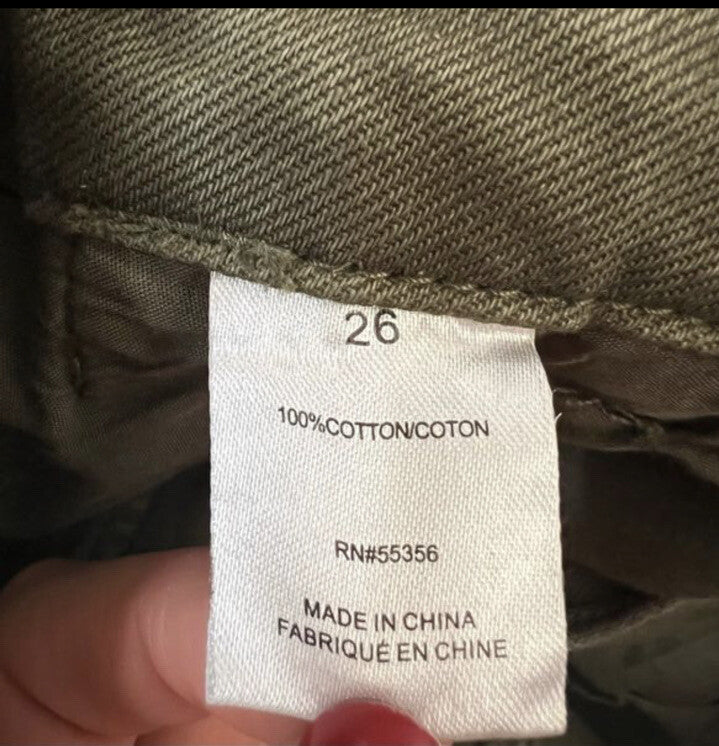 26
100%COTTON/COTON
RN#55356
MADE IN CHINA
FABRIQUÉ EN CHINE